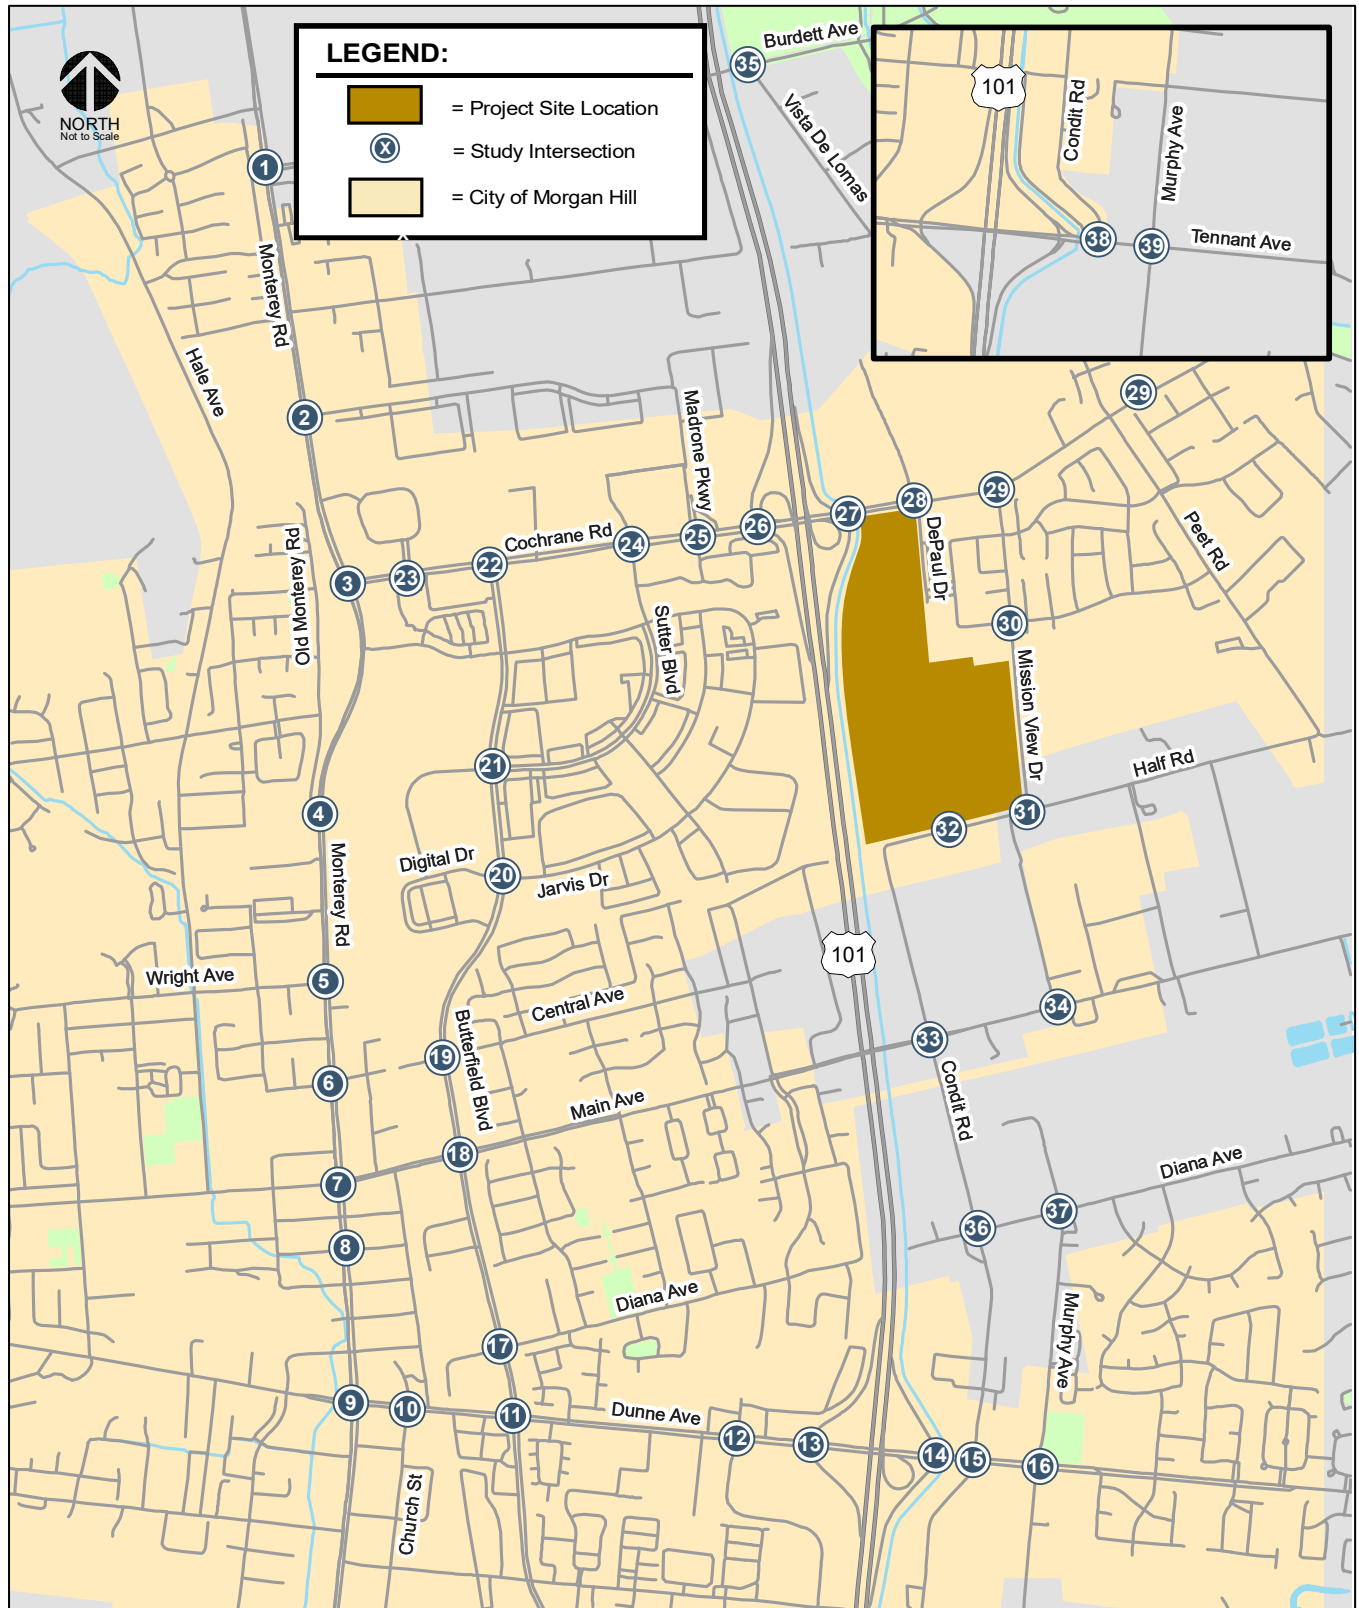 LEGEND:
= Project Site Location
X
= Study Intersection
= City of Morgan Hill
NORTH
Not to Scale
35
Burdett Ave
Vista De Lomas
101
Condit Rd
Murphy Ave
38
39
Tennant Ave
1
Monterey Rd
Hale Ave
2
Madrone Pkwy
29
28
29
27
26
25
24
Cochrane Rd
22
23
3
Old Monterey Rd
DePaul Dr
Peet Rd
30
Sutter Blvd
Mission View Dr
Half Rd
21
4
31
32
Digital Dr
20
Jarvis Dr
Monterey Rd
101
Wright Ave
5
Central Ave
34
33
Butterfield Blvd
19
6
Main Ave
Condit Rd
18
7
Diana Ave
37
36
8
Diana Ave
Murphy Ave
17
9
10
11
Dunne Ave
12
13
14
15
16
Church St